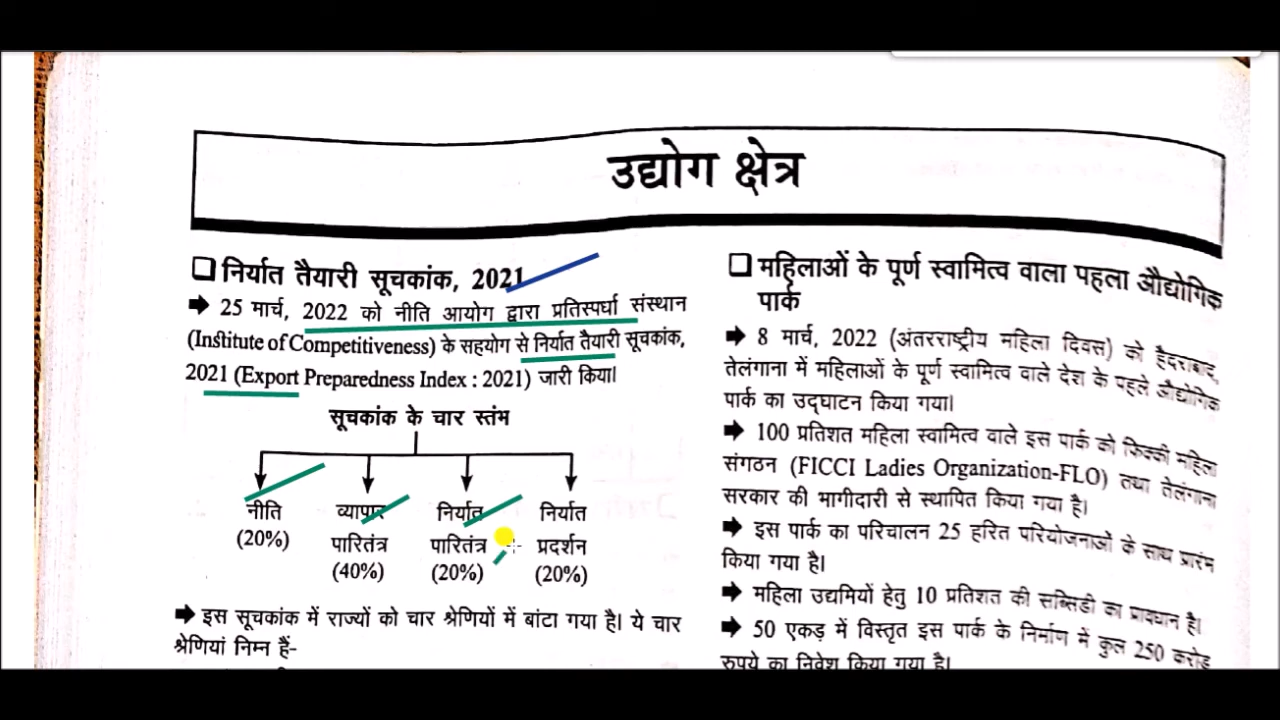 उद्योग क्षेत्र
❑ निर्यात तैयारी सूचकांक, 2021
➡ 25 मार्च, 2022 को नीति आयोग द्वारा प्रतिस्पर्घा संस्थान
(Institute of Competitiveness) के सहयोग से निर्यात तैयारी सूचकांक,
2021 (Export Preparedness Index : 2021) जारी किया।
सूचकांक के चार स्तंभ
नीति
(20%)
व्यापार
पारितंत्र
(40%)
निर्यात
पारितंत्र
(20%)
निर्यात
प्रदर्शन
(20%)
➡ इस सूचकांक में राज्यों को चार श्रेणियों में बांटा गया है। ये चार
श्रेणियां निम्न हैं-
❑ महिलाओं के पूर्ण स्वामित्व वाला पहला औद्योगिक
पार्क
➡ 8 मार्च, 2022 (अंतरराष्ट्रीय महिला दिवस) को हैदराबाद,
तेलंगाना में महिलाओं के पूर्ण स्वामित्व वाले देश के पहले औद्योगिक
पार्क का उद्घाटन किया गया।
➡ 100 प्रतिशत महिला स्वामित्व वाले इस पार्क को फिक्की महिला
संगठन (FICCI Ladies Organization-FLO) तथा तेलंगाना
सरकार की भागीदारी से स्थापित किया गया है।
➡ इस पार्क का परिचालन 25 हरित परियोजनाओं के साथ प्रारंभ
किया गया है।
➡ महिला उद्यमियों हेतु 10 प्रतिशत की सब्सिडी का प्रावधान है।
➡ 50 एकड़ में विस्तृत इस पार्क के निर्माण में कुल 250 करोड़
रुपये का निवेश किया गया है।